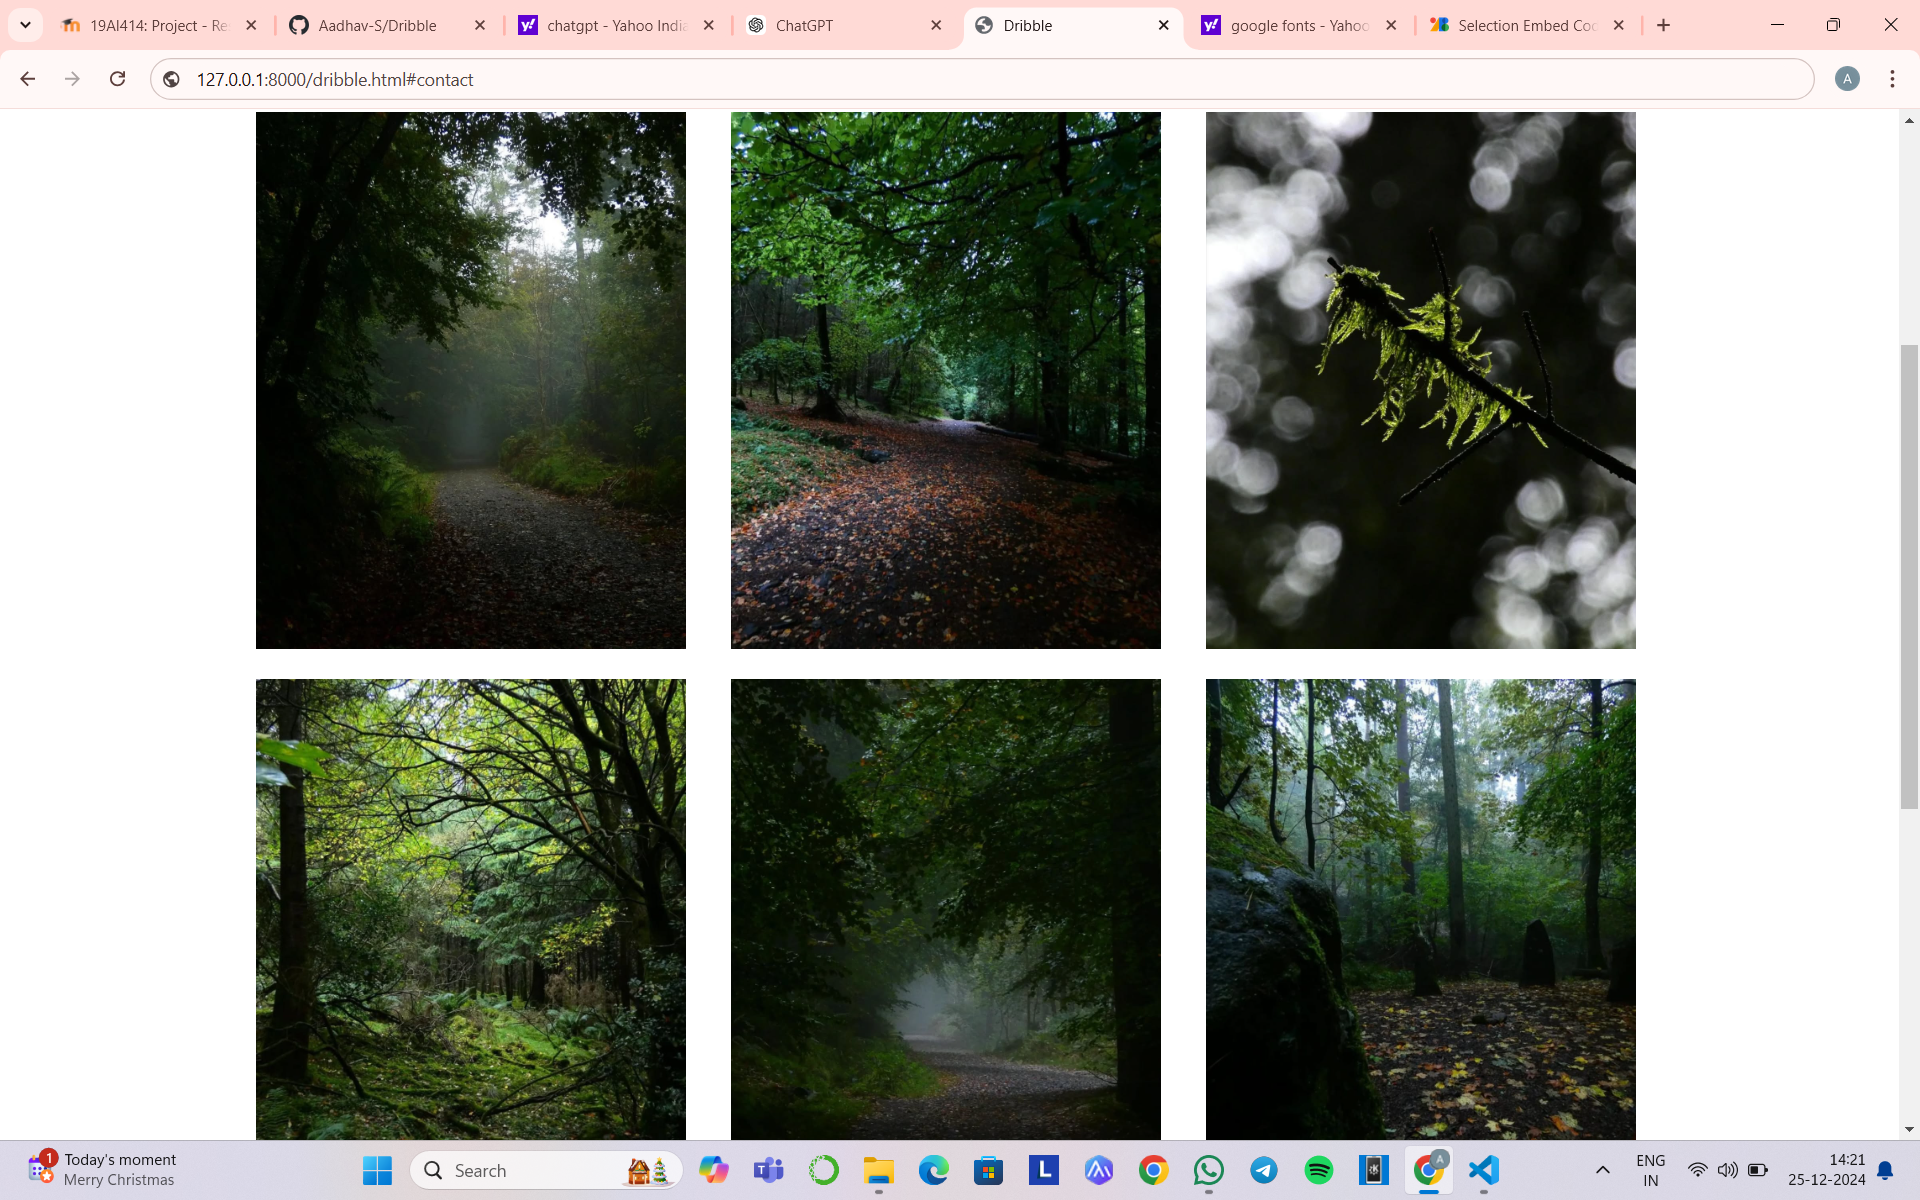 19AI414: Project - Re
Aadhav-S/Dribble
chatgpt - Yahoo India
ChatGPT
Dribble
google fonts - Yahoo
Selection Embed Coc
127.0.0.1:8000/dribble.html#contact
A
1
Today's moment
Merry Christmas
Search
L
A
ENG
IN
14:21
25-12-2024